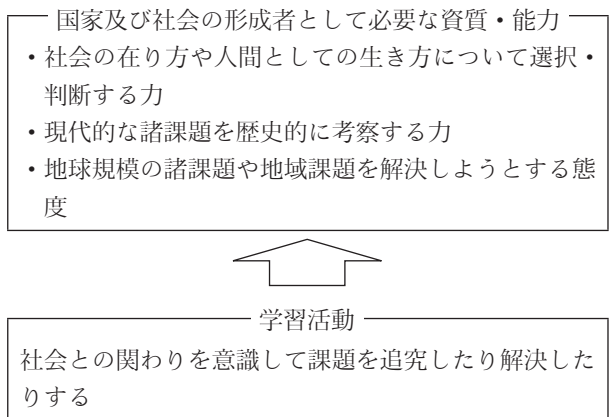 国家及び社会の形成者として必要な資質・能力
・社会の在り方や人間としての生き方について選択・
判断する力
・現代的な諸課題を歴史的に考察する力
・地球規模の諸課題や地域課題を解決しようとする態
度
学習活動
社会との関わりを意識して課題を追究したり解決した
りする